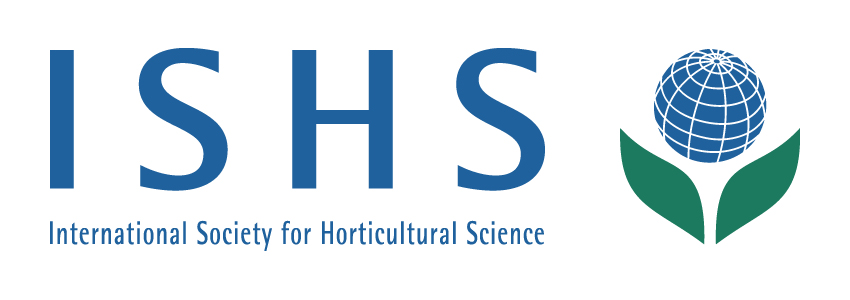 ISHS
International Society for Horticultural Science